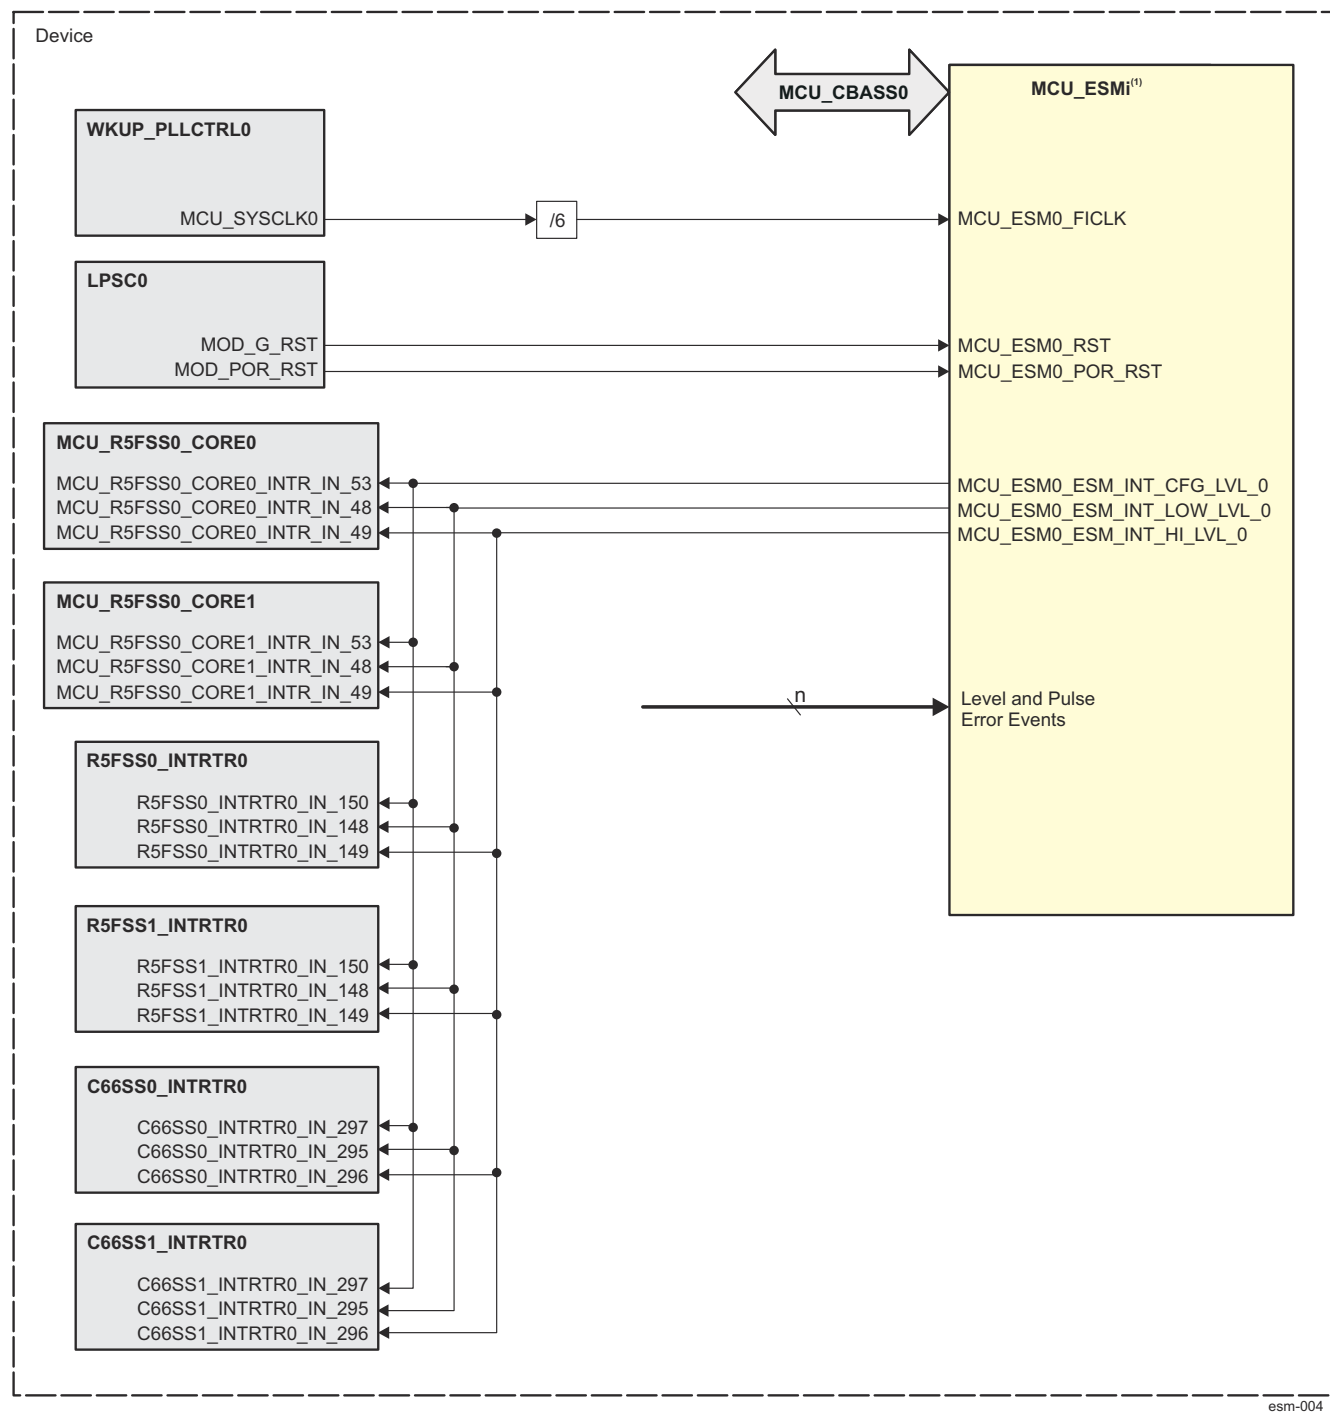 Device
MCU_CBASS0
MCU_ESMi(1)
WKUP_PLLCTRL0
MCU_SYSCLK0
/6
MCU_ESM0_FICLK
LPSC0
MOD_G_RST
MOD_POR_RST
MCU_ESM0_RST
MCU_ESM0_POR_RST
MCU_R5FSS0_CORE0
MCU_R5FSS0_CORE0_INTR_IN_53
MCU_R5FSS0_CORE0_INTR_IN_48
MCU_R5FSS0_CORE0_INTR_IN_49
MCU_ESM0_ESM_INT_CFG_LVL_0
MCU_ESM0_ESM_INT_LOW_LVL_0
MCU_ESM0_ESM_INT_HI_LVL_0
MCU_R5FSS0_CORE1
MCU_R5FSS0_CORE1_INTR_IN_53
MCU_R5FSS0_CORE1_INTR_IN_48
MCU_R5FSS0_CORE1_INTR_IN_49
n
Level and Pulse
Error Events
R5FSS0_INTRTR0
R5FSS0_INTRTR0_IN_150
R5FSS0_INTRTR0_IN_148
R5FSS0_INTRTR0_IN_149
R5FSS1_INTRTR0
R5FSS1_INTRTR0_IN_150
R5FSS1_INTRTR0_IN_148
R5FSS1_INTRTR0_IN_149
C66SS0_INTRTR0
C66SS0_INTRTR0_IN_297
C66SS0_INTRTR0_IN_295
C66SS0_INTRTR0_IN_296
C66SS1_INTRTR0
C66SS1_INTRTR0_IN_297
C66SS1_INTRTR0_IN_295
C66SS1_INTRTR0_IN_296
esm-004